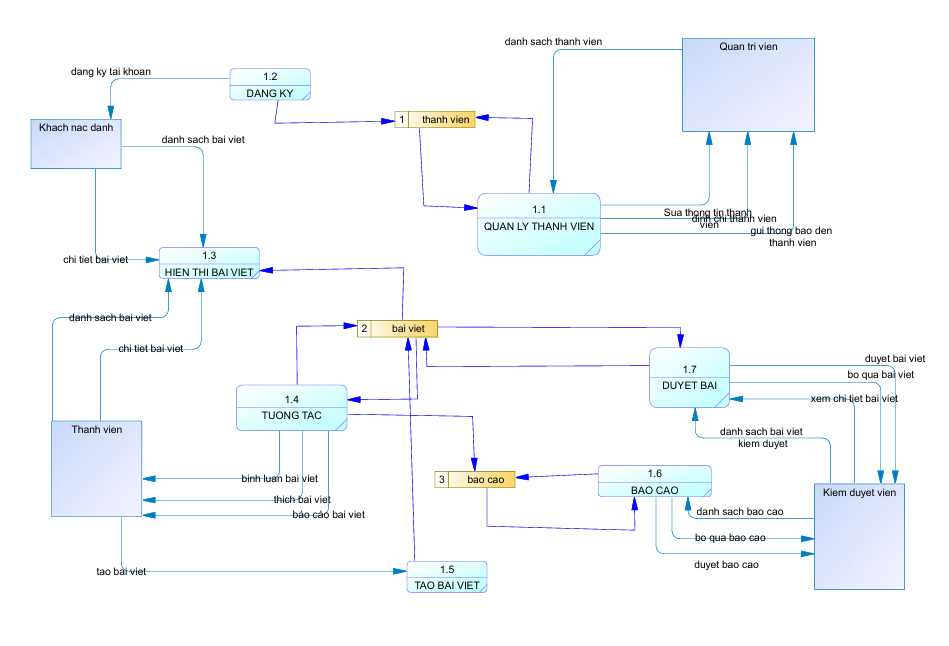 danh sach thanh vien
Quan tri vien
dang ky tai khoan
1.2
DANG KY
1 thanh vien
Khach nac danh
danh sach bai viet
1.1
QUAN LY THANH VIEN
Sua thong tin thanh
vien
dinh chi thanh vien
gui thong bao den
thanh vien
1.3
HIEN THI BAI VIET
chi tiet bai viet
danh sach bai viet
2 bai viet
chi tiet bai viet
1.7
DUYET BAI
duyet bai viet
bo qua bai viet
xem chi tiet bai viet
1.4
TUONG TAC
Thanh vien
danh sach bai viet
kiem duyet
binh luan bai viet
3 bao cao
1.6
BAO CAO
Kiem duyet vien
thich bai viet
báo cáo bai viet
danh sach bao cao
bo qua bao cao
duyet bao cao
tao bai viet
1.5
TAO BAI VIET